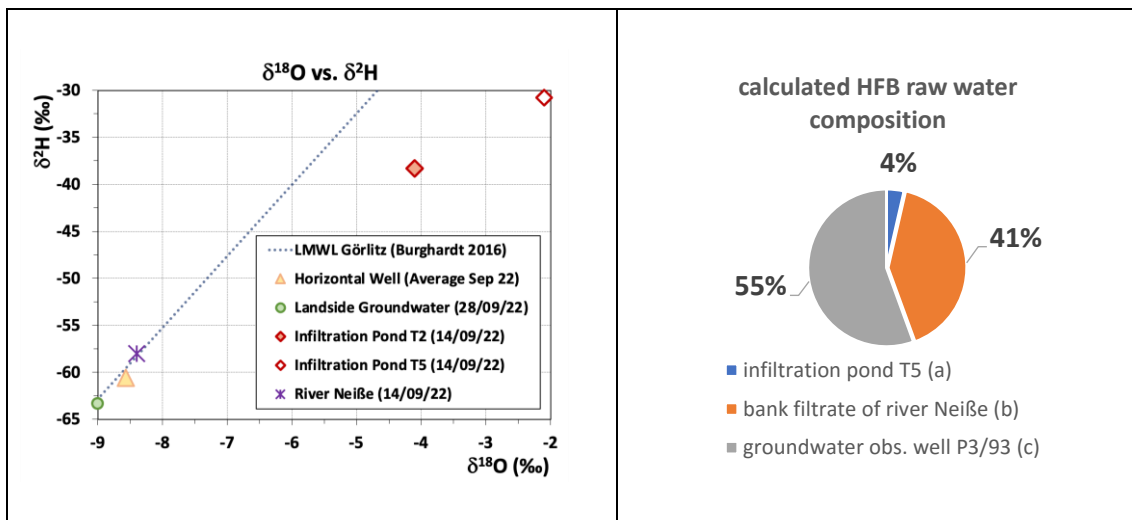 δ¹⁸O vs. δ²H
δ²H (‰)
-30
-35
-40
-45
-50
-55
-60
-65
LMWL Görlitz (Burghardt 2016)
Horizontal Well (Average Sep 22)
Landside Groundwater (28/09/22)
Infiltration Pond T2 (14/09/22)
Infiltration Pond T5 (14/09/22)
River Neiße (14/09/22)
-9 -8 -7 -6 -5 -4 -3 -2
δ¹⁸O (‰)
calculated HFB raw water
composition
4%
41%
55%
infiltration pond T5 (a)
bank filtrate of river Neiße (b)
groundwater obs. well P3/93 (c)